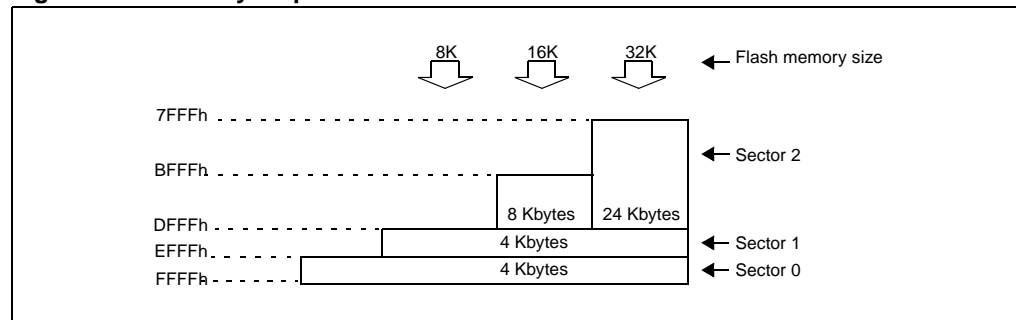 8K 16K 32K
Flash memory size
7FFFh
Sector 2
BFFFh
8 Kbytes 24 Kbytes
DFFFh
4 Kbytes
Sector 1
EFFFh
4 Kbytes
Sector 0
FFFFh